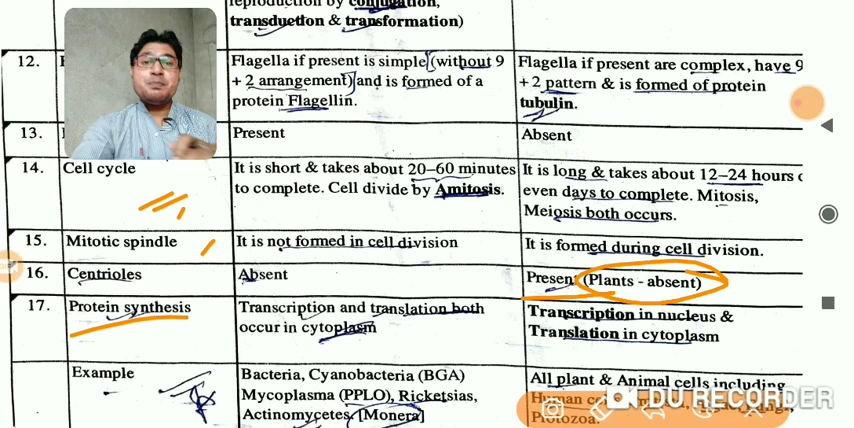 reproduction by conjugation,
transduction & transformation)
12.
Flagella if present is simple (without 9
+ 2 arrangement) and is formed of a
protein Flagellin.
Flagella if present are complex, have 9
+ 2 pattern & is formed of protein
tubulin.
13.
Present
Absent
14. Cell cycle
It is short & takes about 20–60 minutes
to complete. Cell divide by Amitosis.
It is long & takes about 12–24 hours
even days to complete. Mitosis,
Meiosis both occurs.
15. Mitotic spindle
It is not formed in cell division
It is formed during cell division.
16. Centrioles
Absent
Present (Plants - absent)
17. Protein synthesis
Transcription and translation both
occur in cytoplasm
Transcription in nucleus &
Translation in cytoplasm
Example
Bacteria, Cyanobacteria (BGA)
Mycoplasma (PPLO), Ricketsias,
Actinomycetes, [Monera]
All plant & Animal cells including
Human
Protozoa.
DU RECORDER